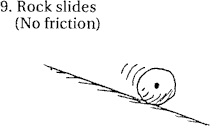 9. Rock slides
(No friction)